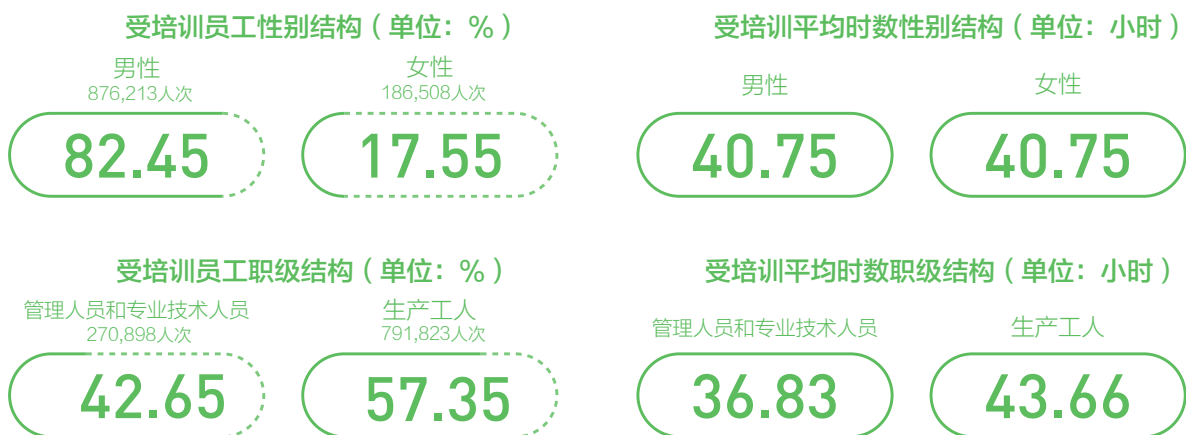 受培训员工性别结构（单位：%）
男性
876,213人次
82.45
女性
186,508人次
17.55
受培训平均时数性别结构（单位：小时）
男性
40.75
女性
40.75
受培训员工职级结构（单位：%）
管理人员和专业技术人员
270,898人次
42.65
生产工人
791,823人次
57.35
受培训平均时数职级结构（单位：小时）
管理人员和专业技术人员
36.83
生产工人
43.66